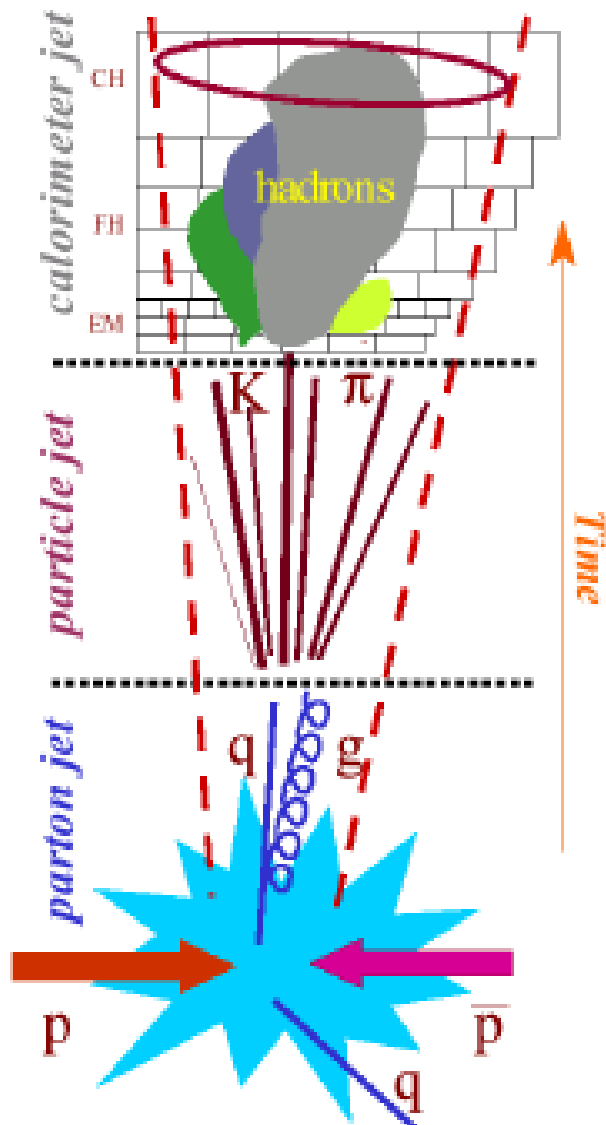 calorimeter jet
CH
hadrons
FH
EM
K π
particle jet
Time
q g
parton jet
p p̅
q